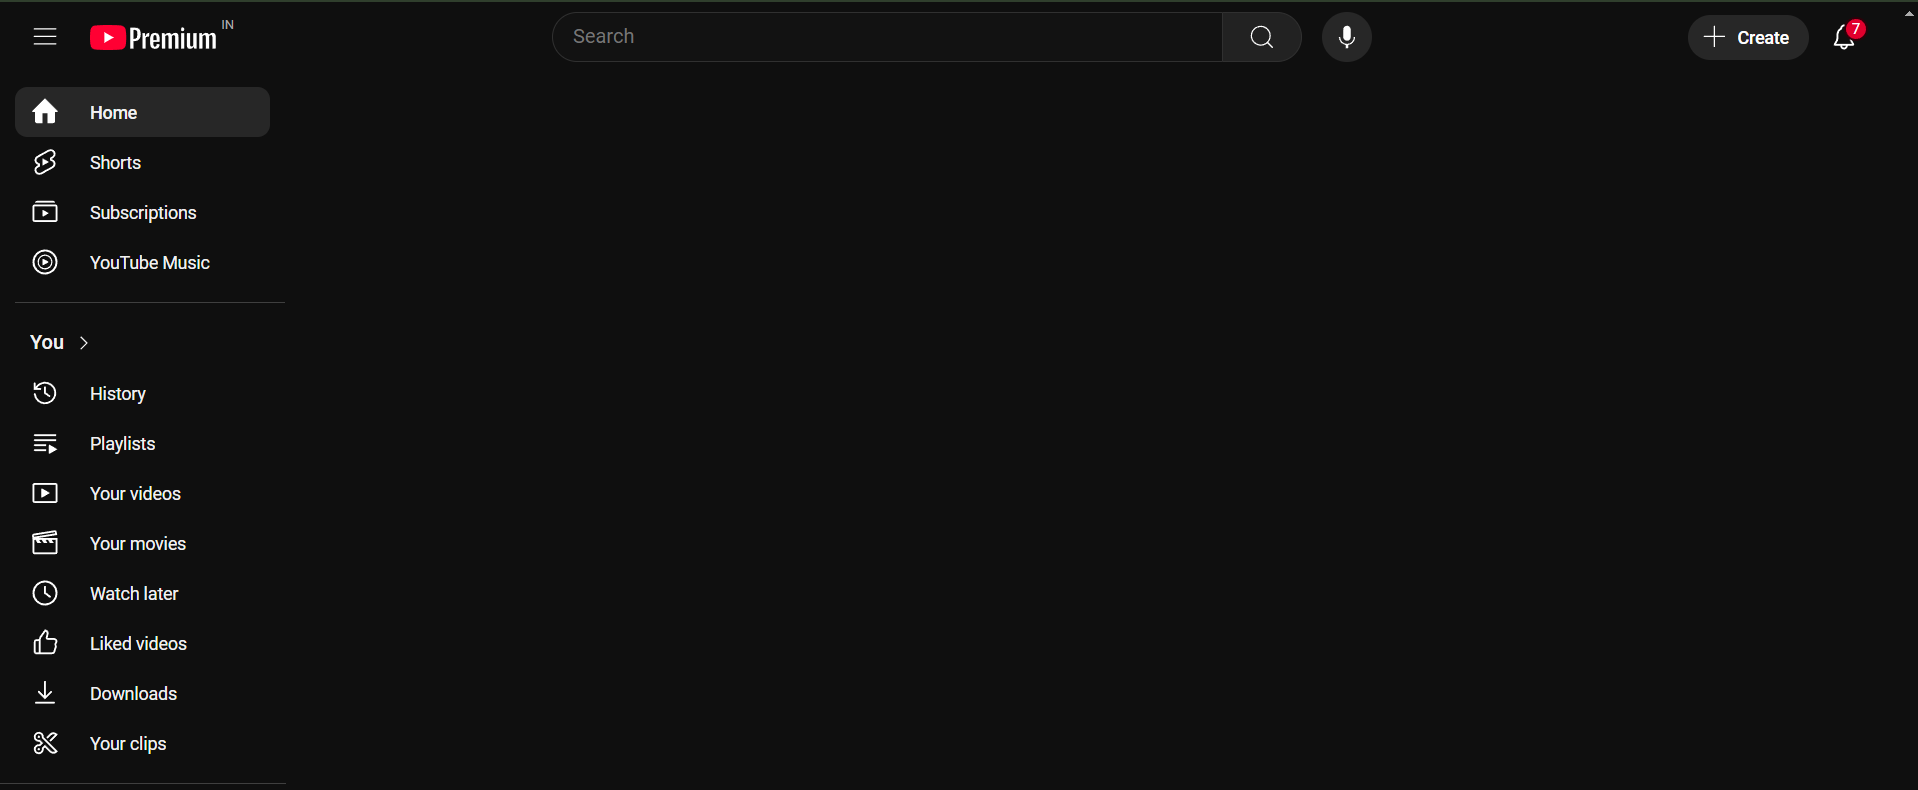 Premium IN
Search
Create
7
Home
Shorts
Subscriptions
YouTube Music
You
History
Playlists
Your videos
Your movies
Watch later
Liked videos
Downloads
Your clips